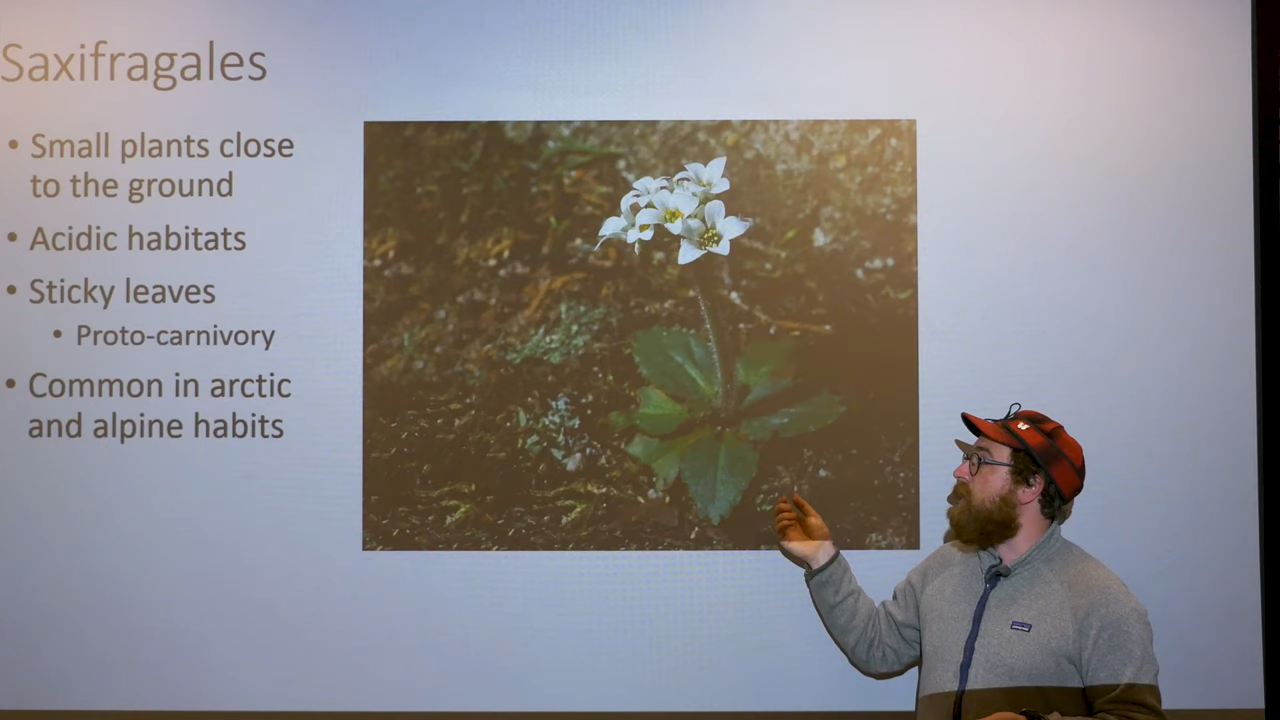 Saxifragales
• Small plants close
to the ground
• Acidic habitats
• Sticky leaves
• Proto-carnivory
• Common in arctic
and alpine habits